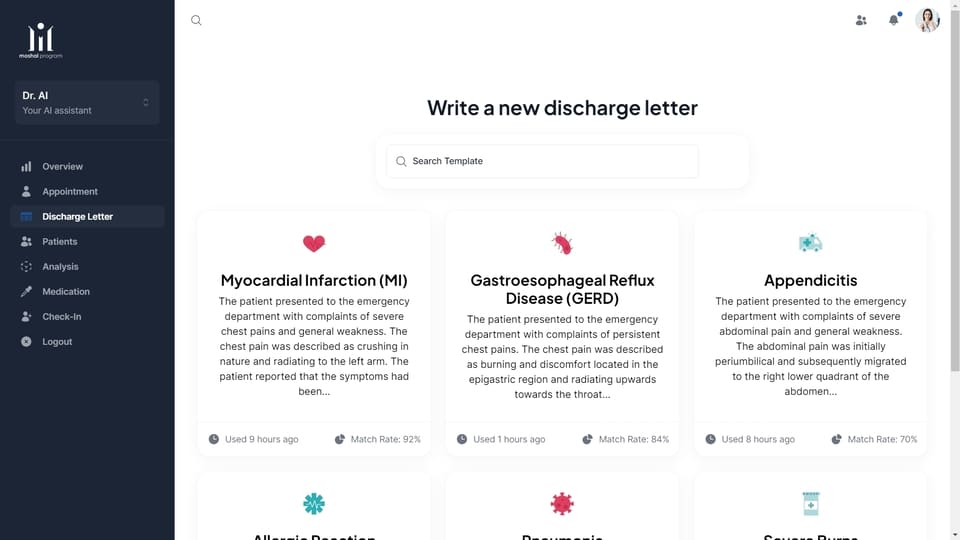 moshal program
Dr. AI
Your AI assistant
Overview
Appointment
Discharge Letter
Patients
Analysis
Medication
Check-In
Logout
Write a new discharge letter
Search Template
Myocardial Infarction (MI)
The patient presented to the emergency
department with complaints of severe
chest pains and general weakness. The
chest pain was described as crushing in
nature and radiating to the left arm. The
patient reported that the symptoms had
been...
Used 9 hours ago
Match Rate: 92%
Gastroesophageal Reflux
Disease (GERD)
The patient presented to the emergency
department with complaints of persistent
chest pains. The chest pain was described
as burning and discomfort located in the
epigastric region and radiating upwards
towards the throat...
Used 1 hours ago
Match Rate: 84%
Appendicitis
The patient presented to the emergency
department with complaints of severe
abdominal pain and general weakness.
The abdominal pain was initially
periumbilical and subsequently migrated
to the right lower quadrant of the
abdomen...
Used 8 hours ago
Match Rate: 70%
Allergic Reaction
Pneumonia
Severe Burns